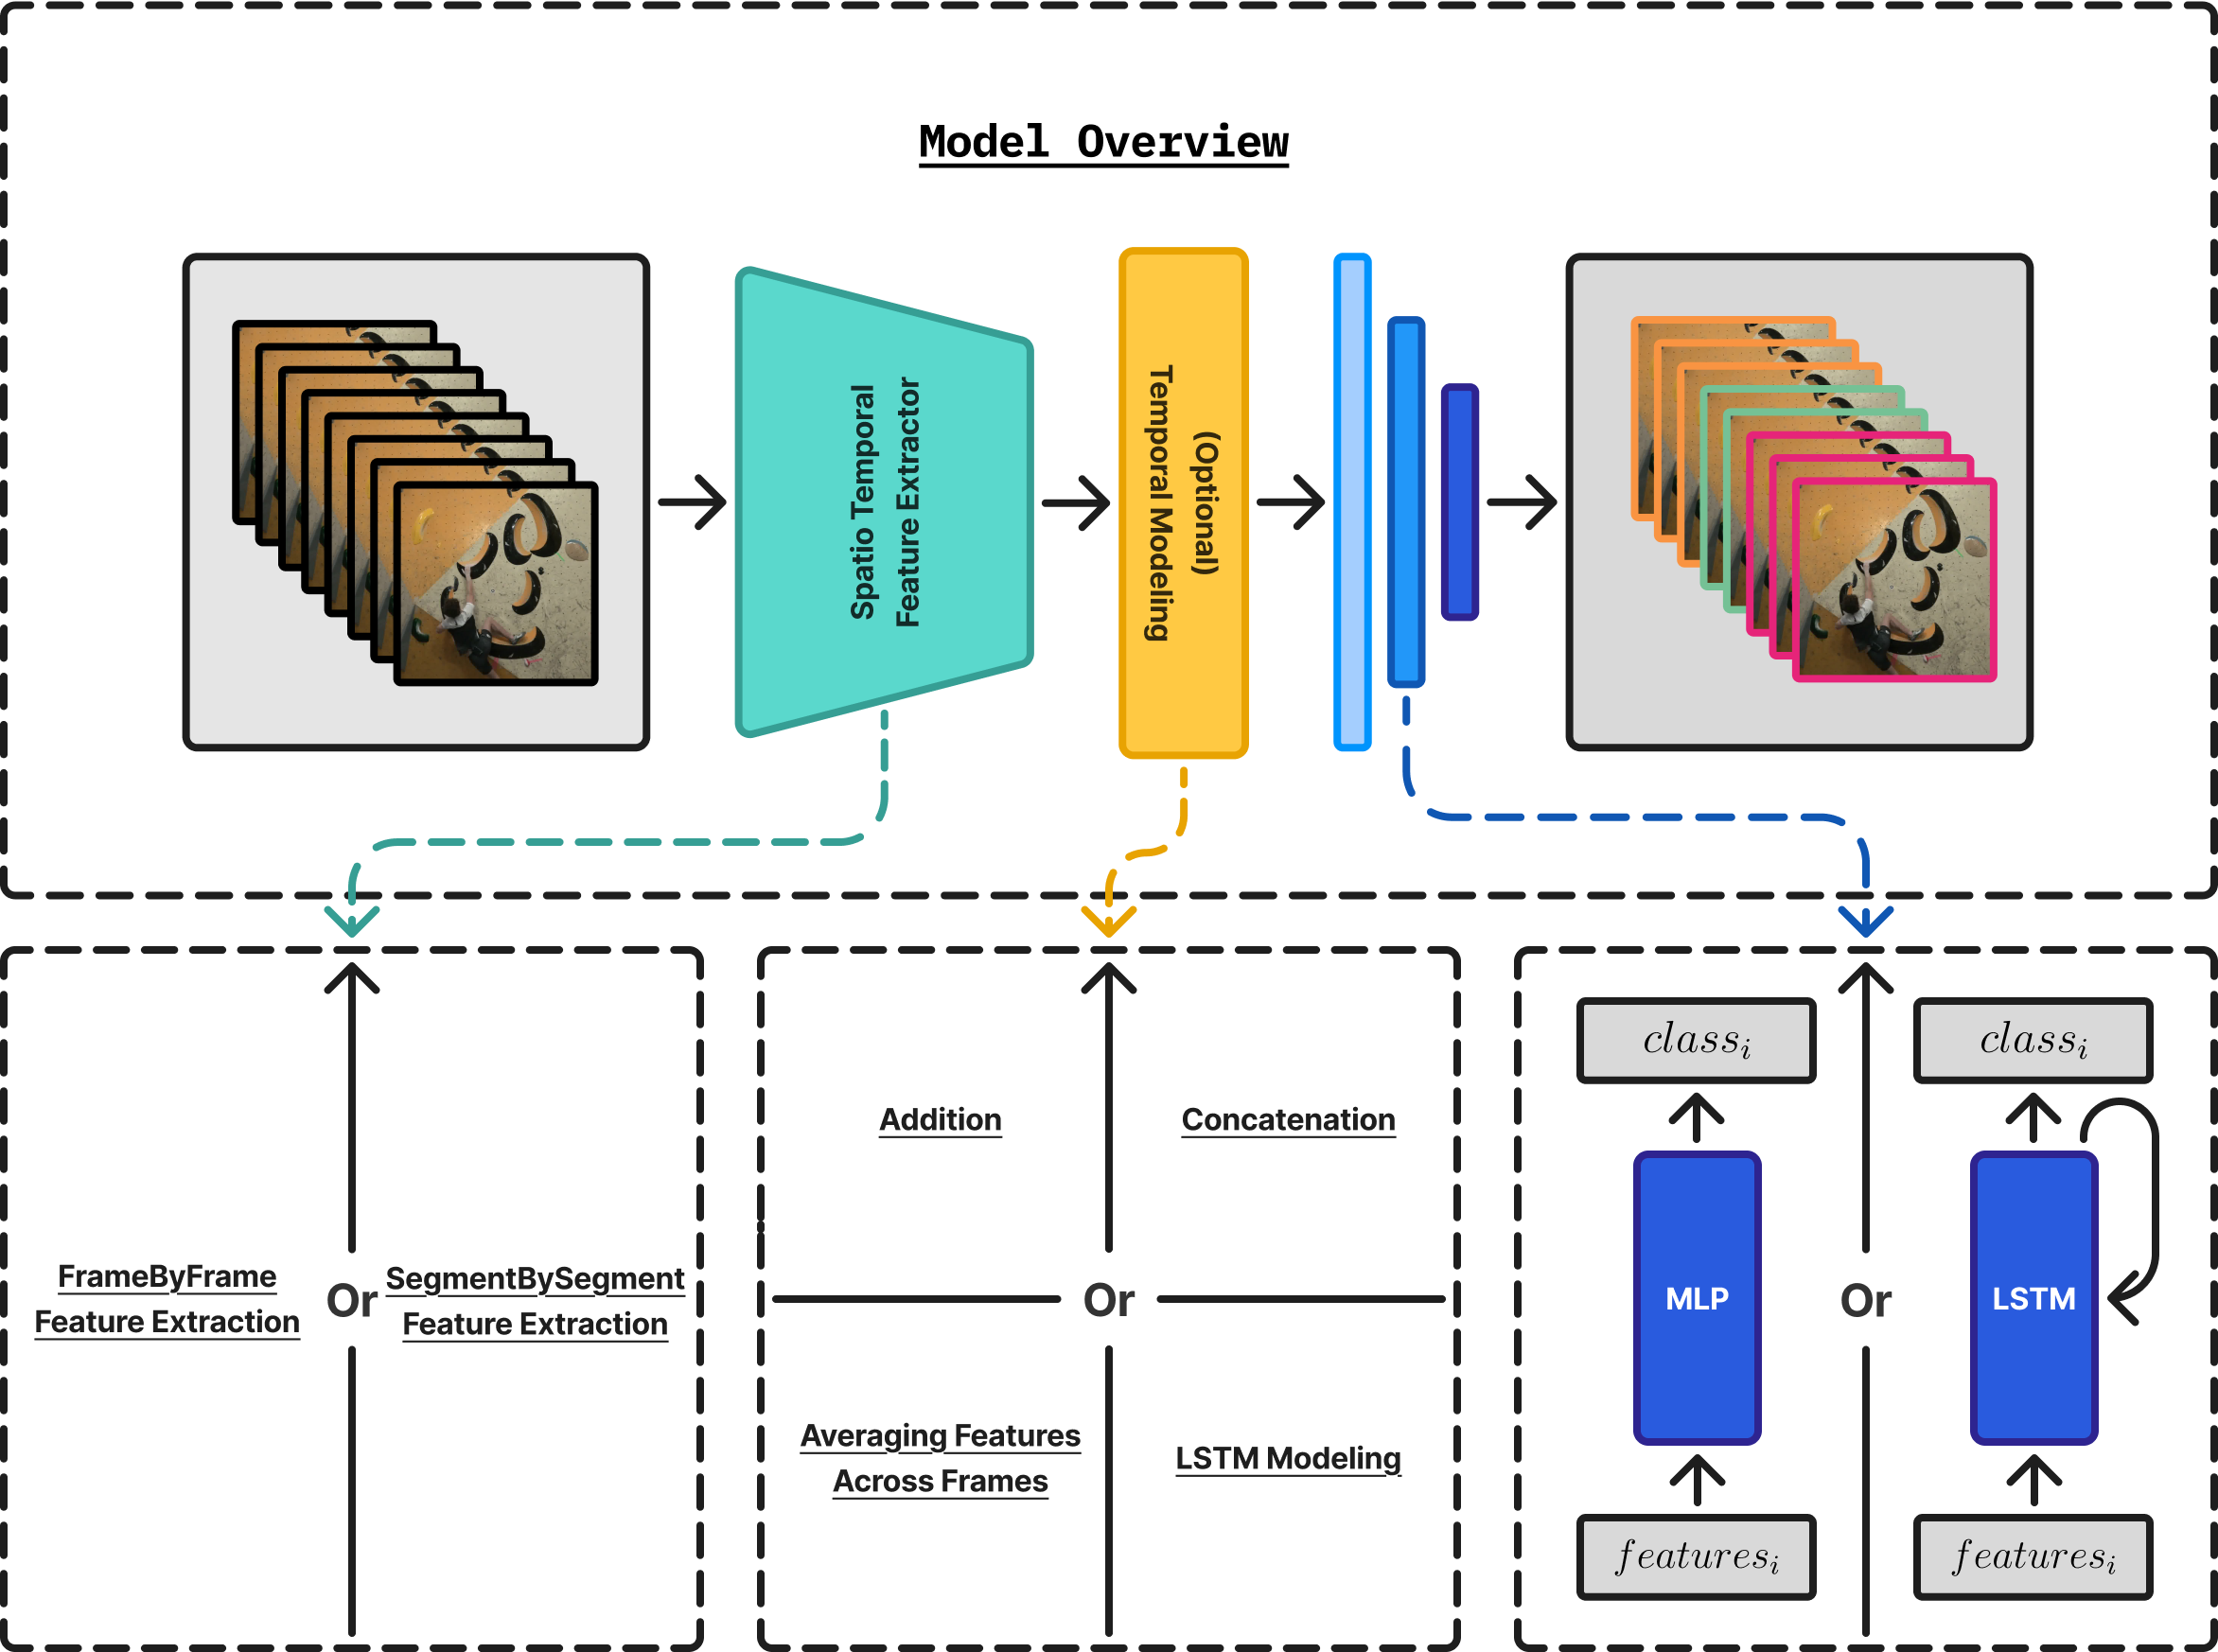 Model Overview
Spatio Temporal
Feature Extractor
Temporal Modeling
(Optional)
FrameByFrame
Feature Extraction
Or
SegmentBySegment
Feature Extraction
Addition
Concatenation
Or
Averaging Features
Across Frames
LSTM Modeling
class_i
class_i
MLP
Or
LSTM
features_i
features_i